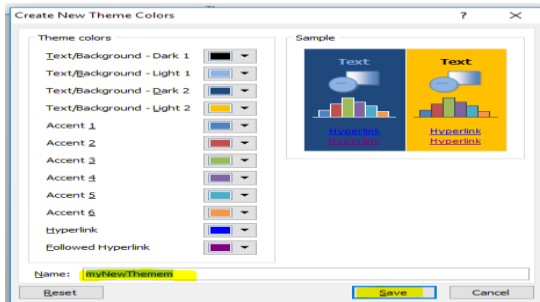 Create New Theme Colors ?
Theme colors
Text/Background - Dark 1
Text/Background - Light 1
Text/Background - Dark 2
Text/Background - Light 2
Accent 1
Accent 2
Accent 3
Accent 4
Accent 5
Accent 6
Hyperlink
Followed Hyperlink
Sample
Text Text
Hyperlink Hyperlink
Hyperlink Hyperlink
Name: myNewThemem
Reset Save Cancel